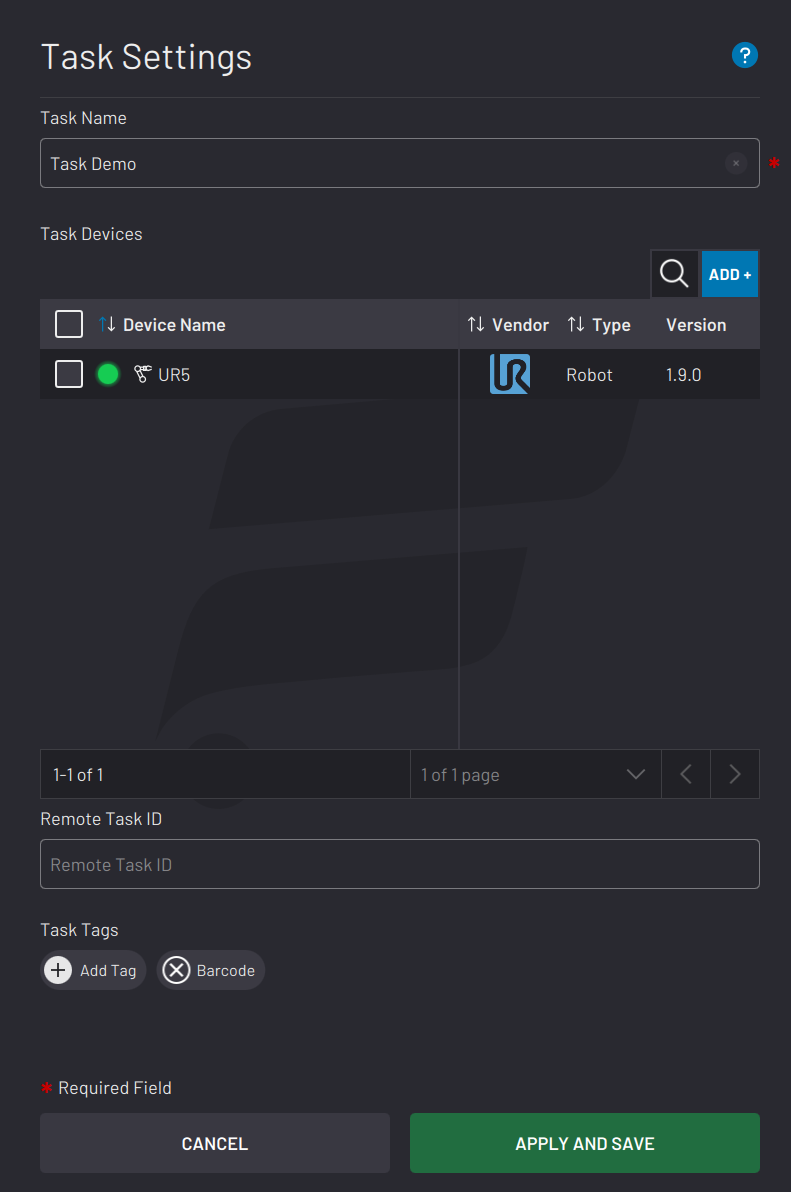 Task Settings
?
Task Name
Task Demo
*
Task Devices
ADD +
Device Name Vendor Type Version
UR5 UR Robot 1.9.0
1-1 of 1 1 of 1 page
Remote Task ID
Remote Task ID
Task Tags
Add Tag Barcode
* Required Field
CANCEL APPLY AND SAVE